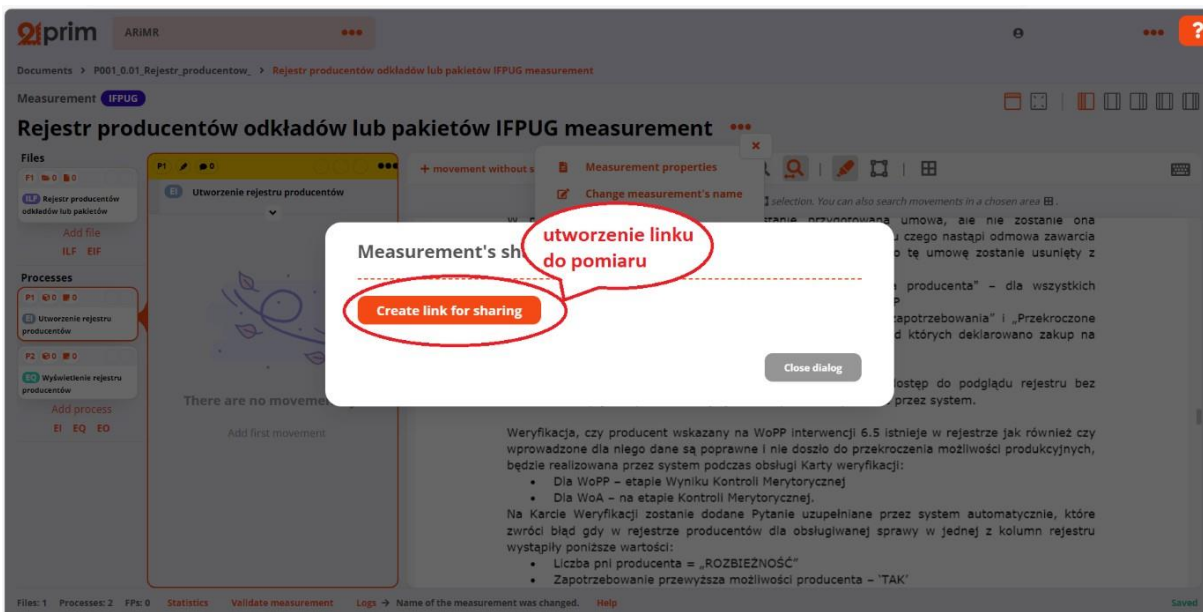 21prim
ARiMR
?
Documents > P001_0.01_Rejestr_producentow_ > Rejestr producentów odkładów lub pakietów IFPUG measurement
Measurement IFPUG
Rejestr producentów odkładów lub pakietów IFPUG measurement
Files
F1 0 0
ILF Rejestr producentów
odkładów lub pakietów
Add file
ILF EIF
Processes
P1 0 0
EI Utworzenie rejestru
producentów
P2 0 0
EQ Wyświetlenie rejestru
producentów
Add process
EI EQ EO
P1 0
EI Utworzenie rejestru producentów
There are no moveme
Add first movement
+ movement without s
Measurement properties
Change measurement's name
selection. You can also search movements in a chosen area
przygotowana umowa, ale nie zostanie ona
czego nastąpi odmowa zawarcia
tę umowę zostanie usunięty z
producenta" – dla wszystkich
zapotrzebowania" i „Przekroczone
których deklarowano zakup na
dostęp do podglądu rejestru bez
przez system.
Measurement's sh
utworzenie linku
do pomiaru
Create link for sharing
Close dialog
Weryfikacja, czy producent wskazany na WoPP interwencji 6.5 istnieje w rejestrze jak również czy
wprowadzone dla niego dane są poprawne i nie doszło do przekroczenia możliwości produkcyjnych,
będzie realizowana przez system podczas obsługi Karty weryfikacji:
• Dla WoPP – etapie Wyniku Kontroli Merytorycznej
• Dla WoA – na etapie Kontroli Merytorycznej.
Na Karcie Weryfikacji zostanie dodane Pytanie uzupełniane przez system automatycznie, które
zwróci błąd gdy w rejestrze producentów dla obsługiwanej sprawy w jednej z kolumn rejestru
wystąpiły poniższe wartości:
• Liczba pni producenta = „ROZBIEŻNOŚĆ"
• Zapotrzebowanie przewyższa możliwości producenta – 'TAK'
Files: 1 Processes: 2 FPs: 0 Statistics Validate measurement Logs → Name of the measurement was changed. Help Saved